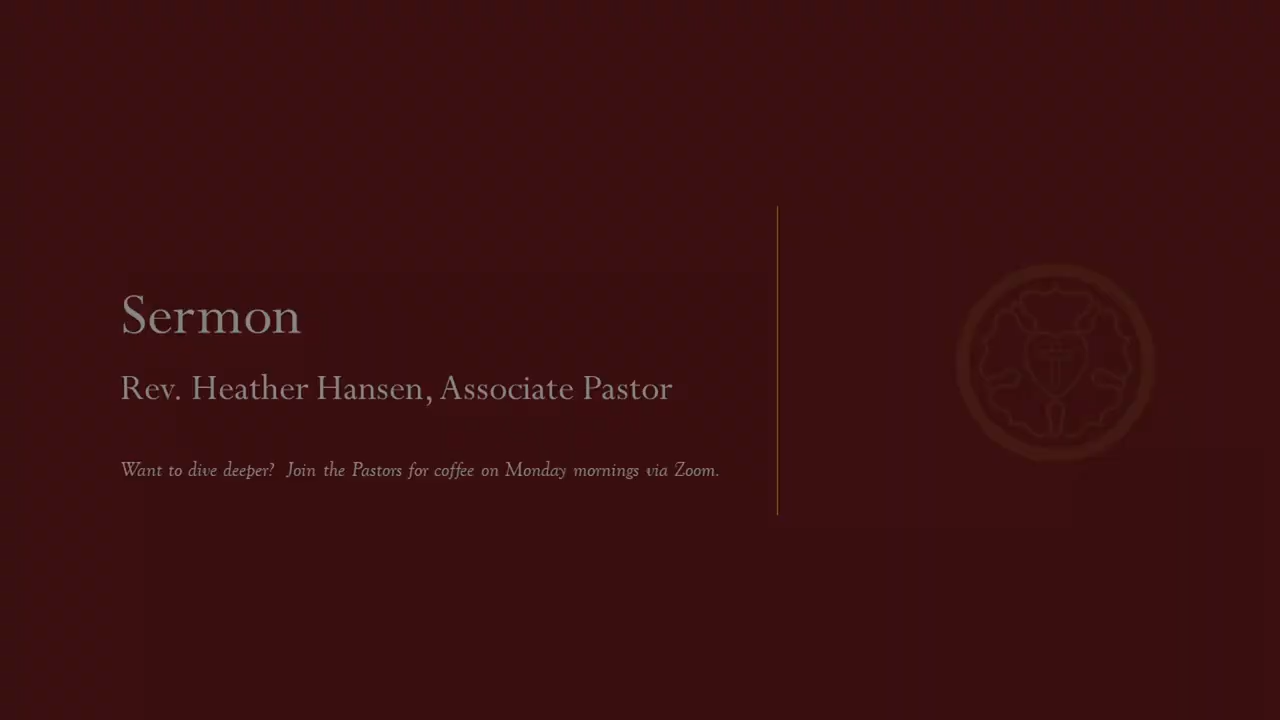 Sermon
Rev. Heather Hansen, Associate Pastor
Want to dive deeper? Join the Pastors for coffee on Monday mornings via Zoom.